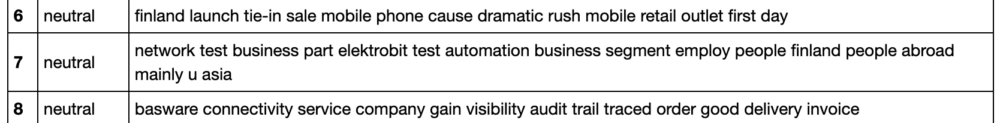 6 neutral finland launch tie-in sale mobile phone cause dramatic rush mobile retail outlet first day
7 neutral network test business part elektrobit test automation business segment employ people finland people abroad
mainly u asia
8 neutral basware connectivity service company gain visibility audit trail traced order good delivery invoice